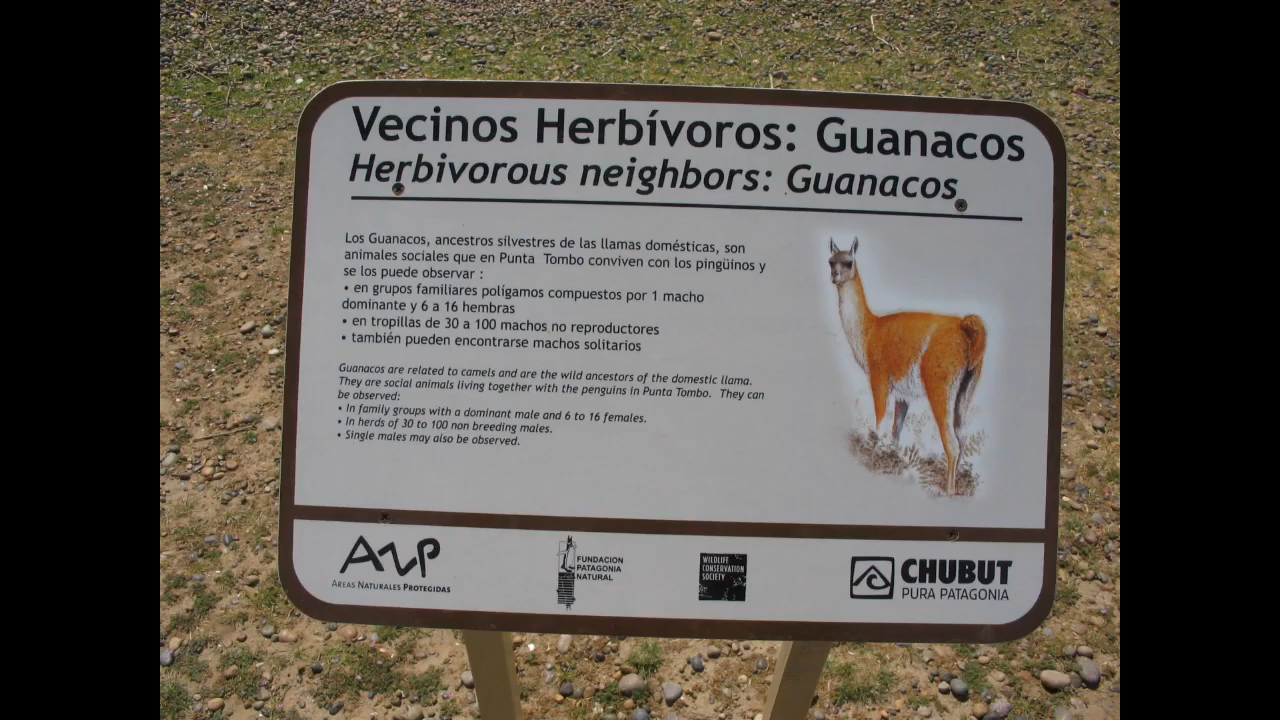 Vecinos Herbívoros: Guanacos
Herbivorous neighbors: Guanacos
Los Guanacos, ancestros silvestres de las llamas domésticas, son
animales sociales que en Punta Tombo conviven con los pingüinos y
se los puede observar :
• en grupos familiares polígamos compuestos por 1 macho
dominante y 6 a 16 hembras
• en tropillas de 30 a 100 machos no reproductores
• también pueden encontrarse machos solitarios
Guanacos are related to camels and are the wild ancestors of the domestic llama.
They are social animals living together with the penguins in Punta Tombo. They can
be observed:
• In family groups with a dominant male and 6 to 16 females.
• In herds of 30 to 100 non breeding males.
• Single males may also be observed.
ANP
AREAS NATURALES PROTEGIDAS
FUNDACION
PATAGONIA
NATURAL
WILDLIFE
CONSERVATION
SOCIETY
CHUBUT
PURA PATAGONIA